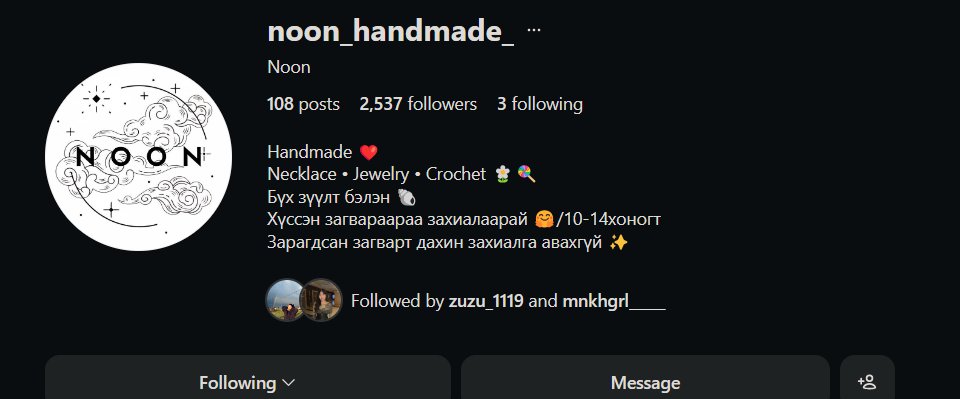 noon_handmade_ ...
Noon
108 posts 2,537 followers 3 following
NOON
Handmade ❤️
Necklace • Jewelry • Crochet 🌼 🍭
Бүх зүүлт бэлэн 🐚
Хүссэн загвараараа захиалаарай 🤗/10-14хоногт
Зарагдсан загварт дахин захиалга авахгүй ✨
Followed by zuzu_1119 and mnkhgrl_____
Following
Message